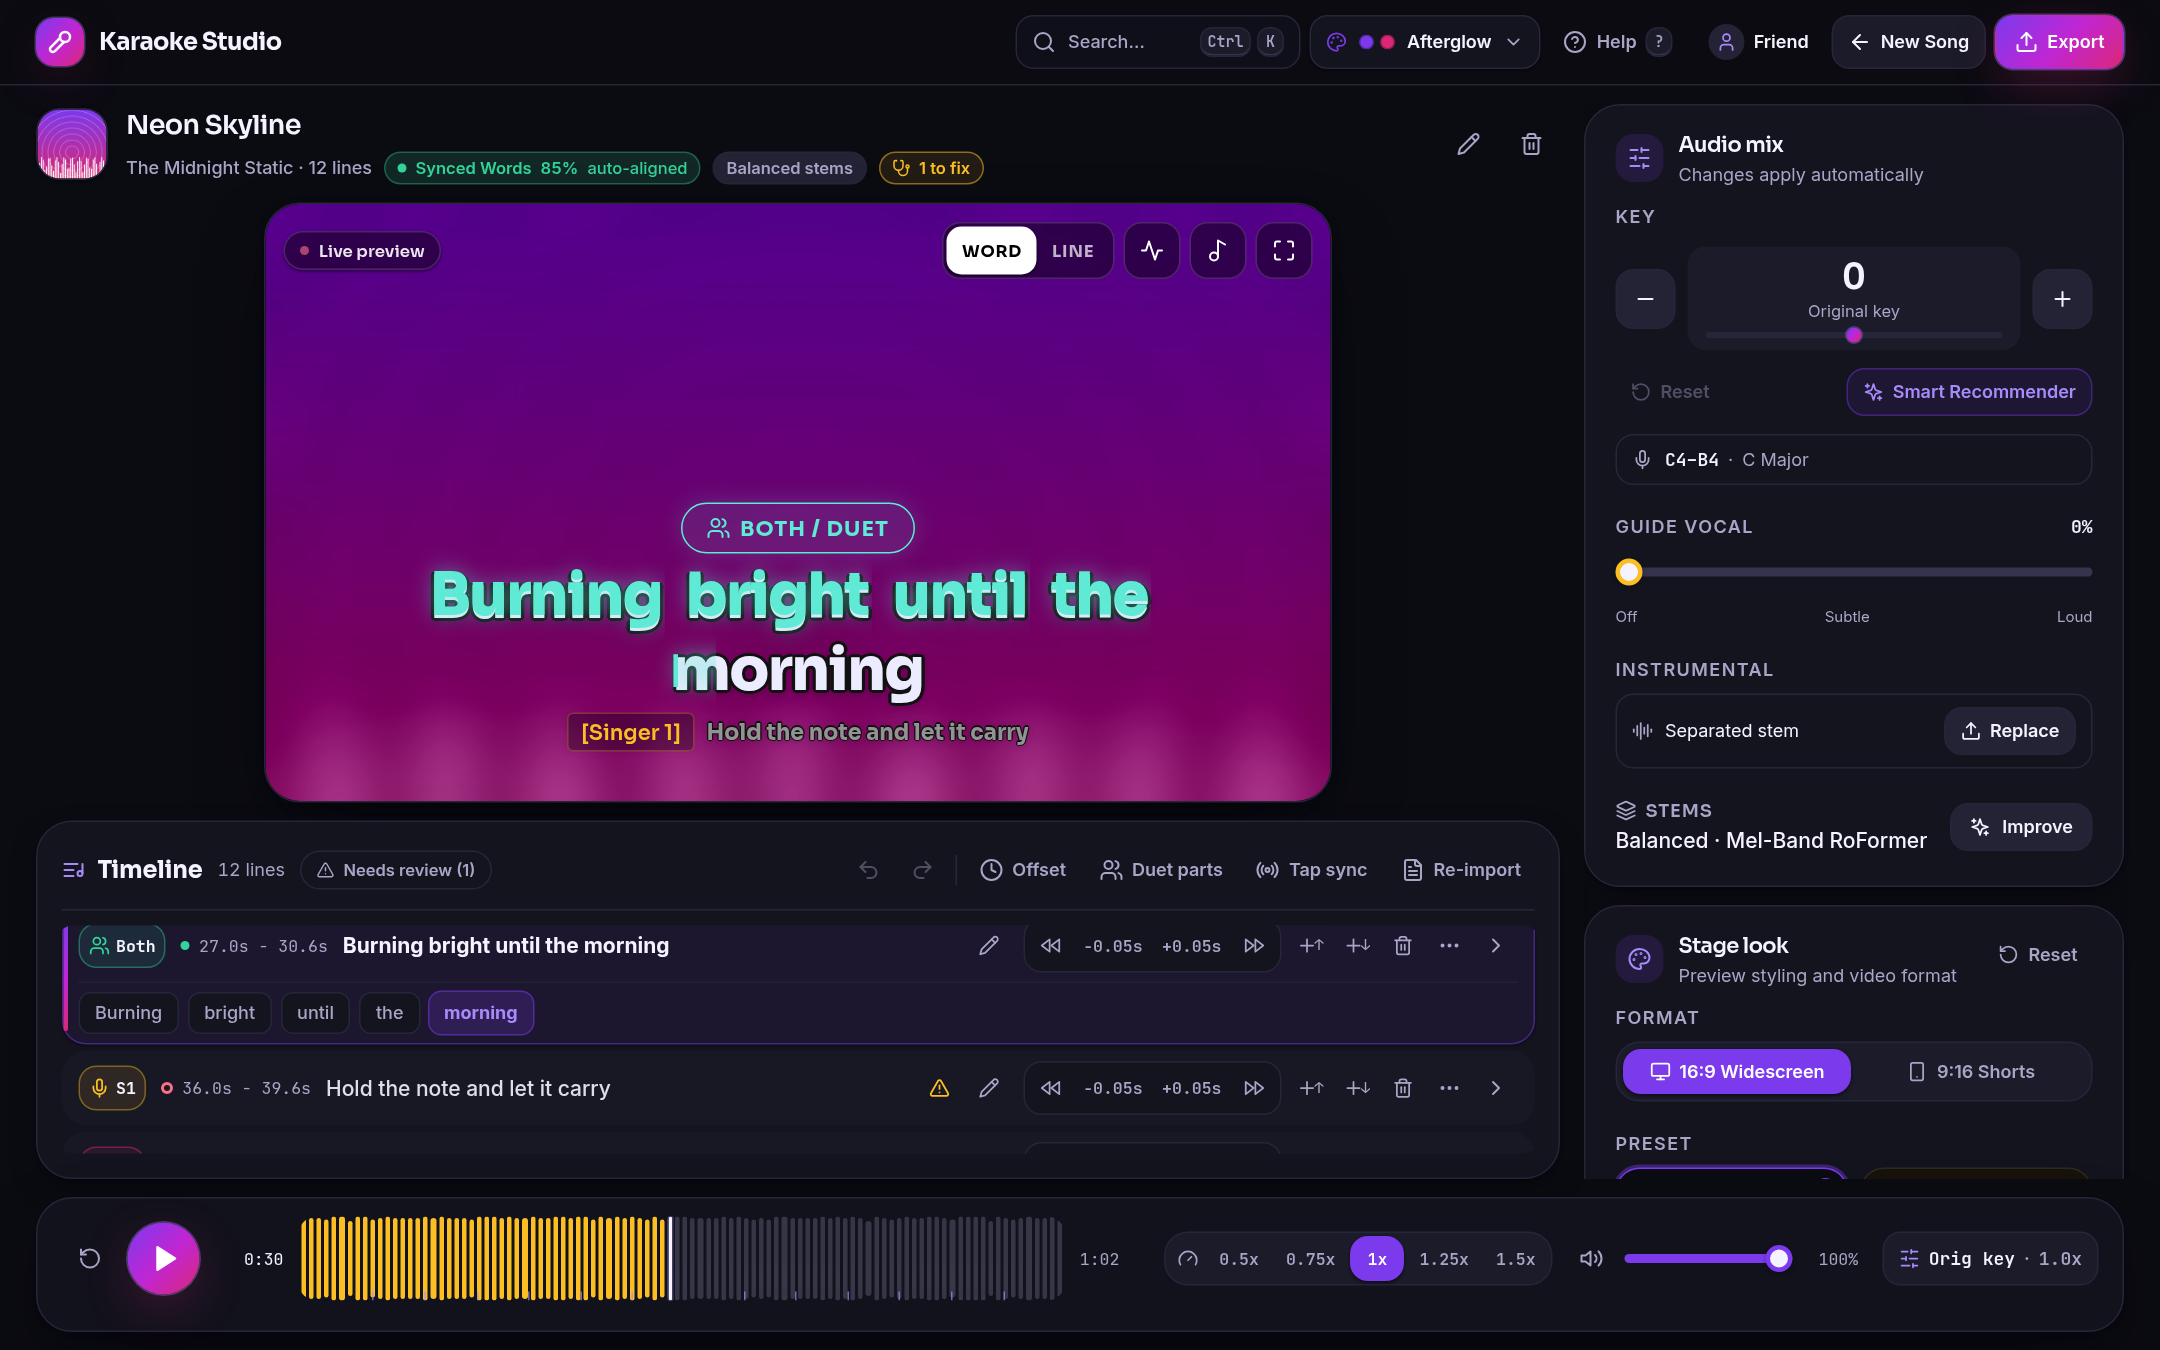 Karaoke Studio
Search... Ctrl K
Afterglow
Help ?
Friend
New Song
Export
Neon Skyline
The Midnight Static · 12 lines
Synced Words 85% auto-aligned
Balanced stems
1 to fix
Live preview
WORD LINE
BOTH / DUET
Burning bright until the
morning
[Singer 1] Hold the note and let it carry
Timeline 12 lines
Needs review (1)
Offset
Duet parts
Tap sync
Re-import
Both 27.0s - 30.6s Burning bright until the morning -0.05s +0.05s
Burning bright until the morning
S1 36.0s - 39.6s Hold the note and let it carry -0.05s +0.05s
Audio mix
Changes apply automatically
KEY
0
Original key
Reset
Smart Recommender
C4–B4 · C Major
GUIDE VOCAL 0%
Off Subtle Loud
INSTRUMENTAL
Separated stem
Replace
STEMS
Balanced · Mel-Band RoFormer
Improve
Stage look
Preview styling and video format
Reset
FORMAT
16:9 Widescreen
9:16 Shorts
PRESET
0:30
1:02
0.5x 0.75x 1x 1.25x 1.5x
100%
Orig key · 1.0x